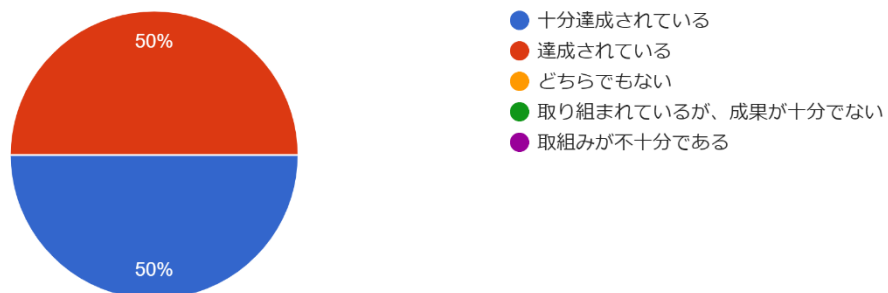 50%
50%
十分達成されている
達成されている
どちらでもない
取り組まれているが、成果が十分でない
取組みが不十分である